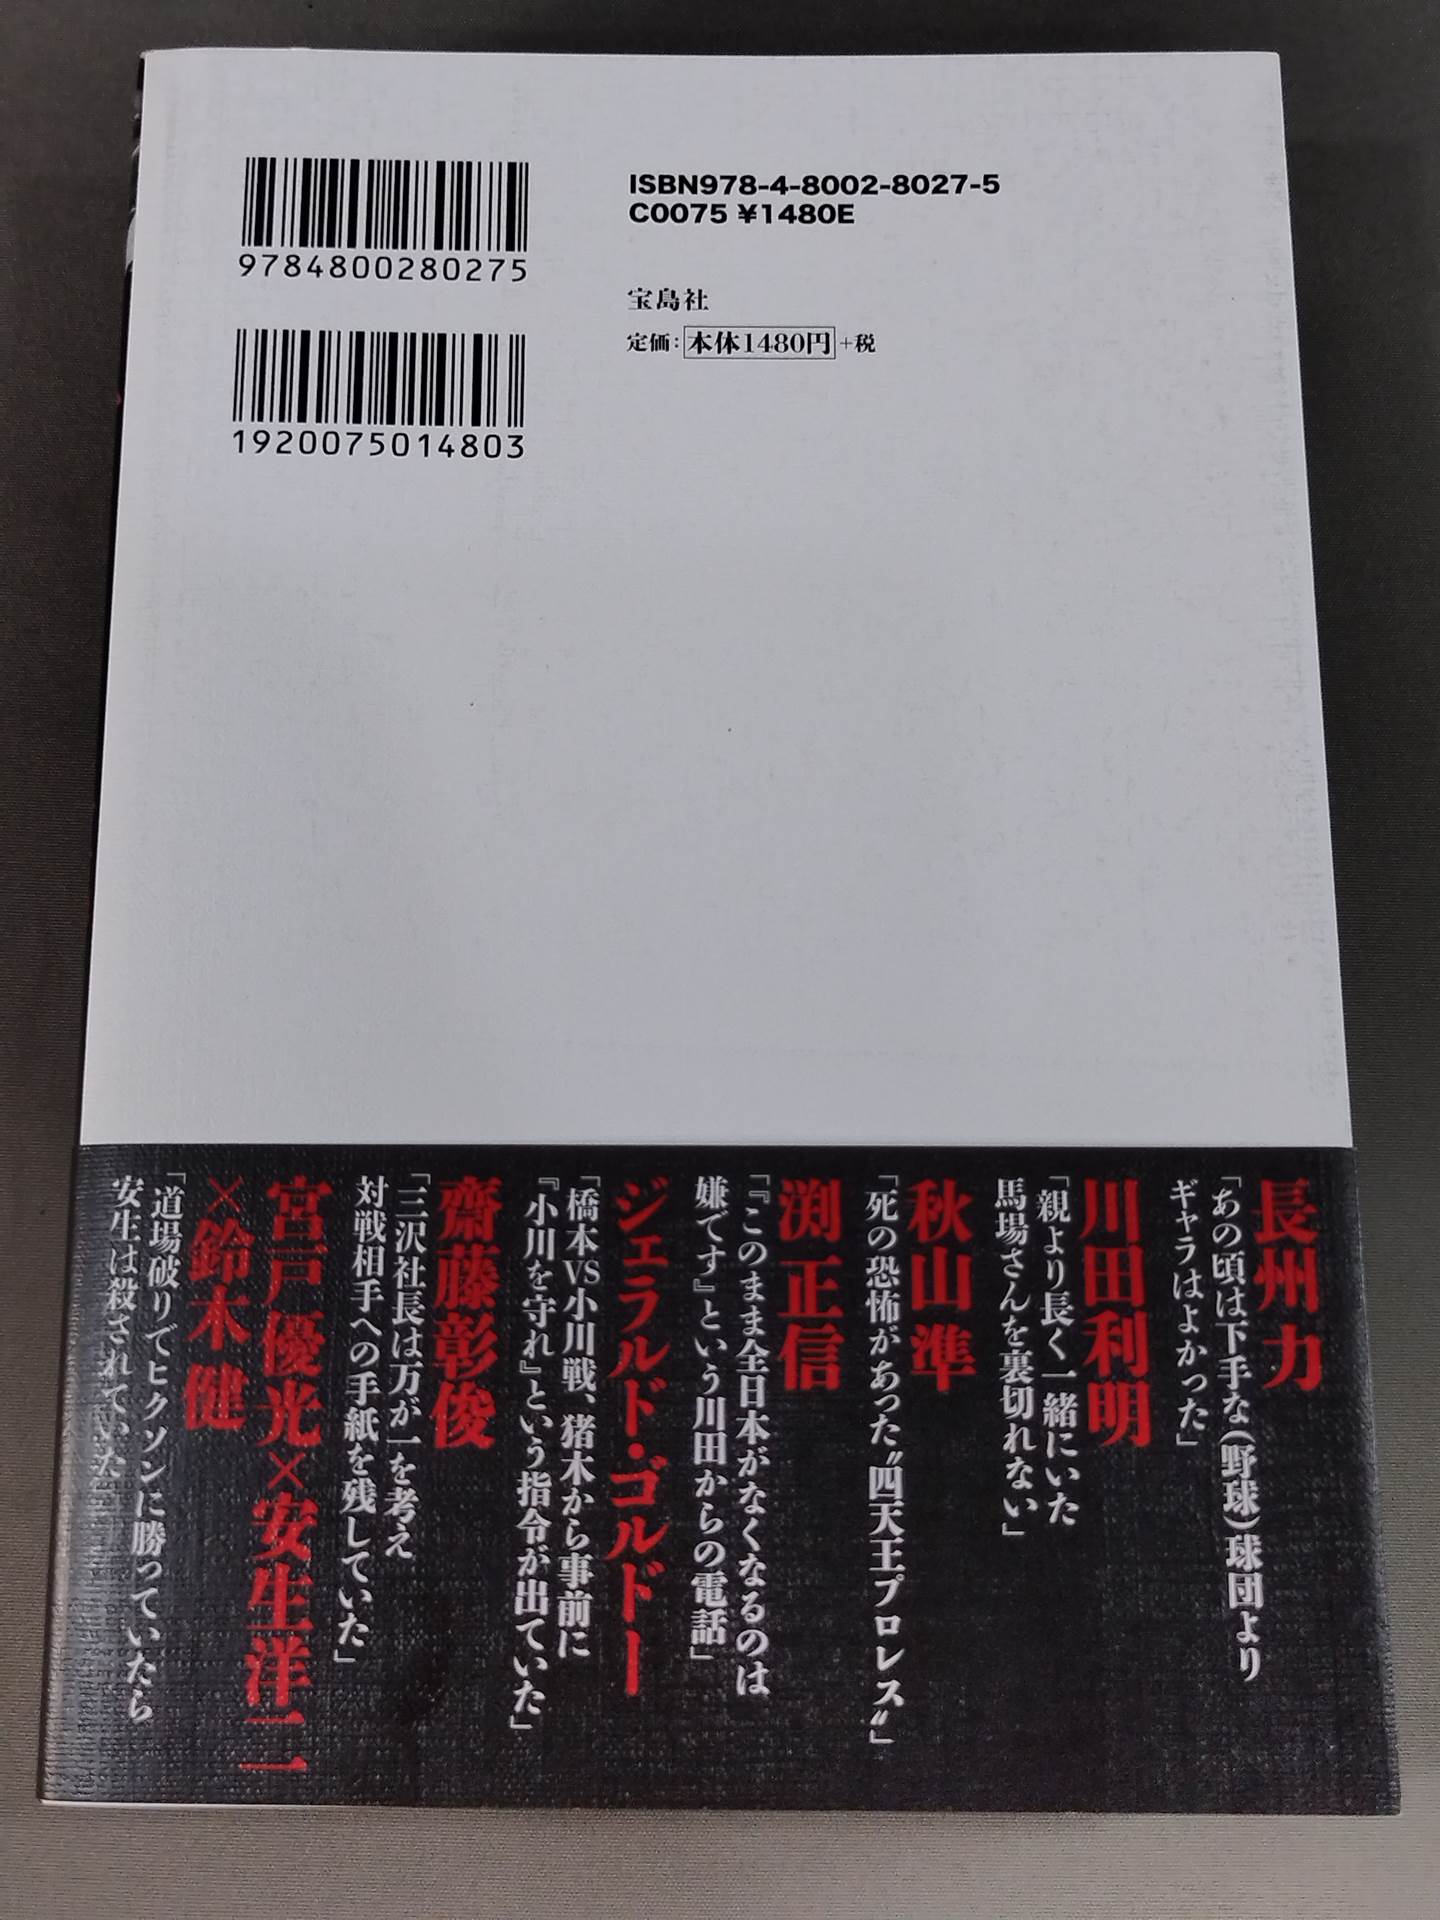 9784800280275
1920075014803
ISBN978-4-8002-8027-5
C0075 ¥1480E
宝島社
定価：本体1480円+税
長州 力
「あの頃は下手な（野球）球団より
ギャラはよかった」
川田利明
「親より長く一緒にいた
馬場さんを裏切れない」
秋山 準
「死の恐怖があった〝四天王プロレス〟」
渕 正信
「『このまま全日本がなくなるのは
嫌です』という川田からの電話」
ジェラルド・ゴルドー
「橋本VS小川戦、猪木から事前に
『小川を守れ』という指令が出ていた」
齋藤彰俊
「三沢社長は万が一を考え
対戦相手への手紙を残していた」
宮戸優光×安生洋二
×鈴木 健
「道場破りでヒクソンに勝っていたら
安生は殺されていた」